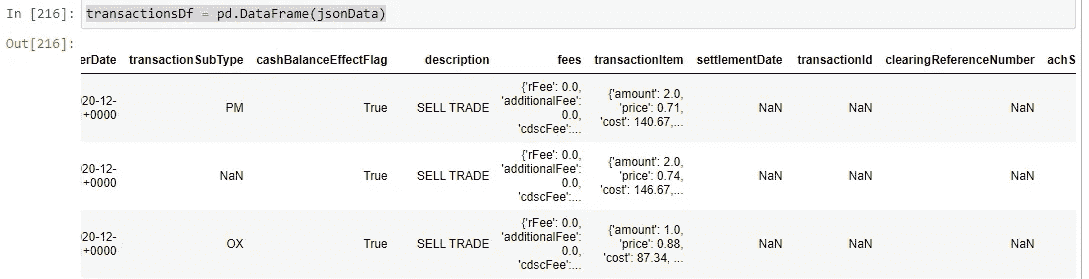 In [216]: transactionsDf = pd.DataFrame(jsonData)
Out[216]:
erDate transactionSubType cashBalanceEffectFlag description fees transactionItem settlementDate transactionId clearingReferenceNumber achS
{'rFee': 0.0, {'amount': 2.0,
20-12- 'additionalFee': 'price': 0.71,
+0000 PM True SELL TRADE 0.0, 'cost': 140.67,... NaN NaN NaN
'cdscFee':...
{'rFee': 0.0, {'amount': 2.0,
20-12- 'additionalFee': 'price': 0.74,
+0000 NaN True SELL TRADE 0.0, 'cost': 146.67,... NaN NaN NaN
'cdscFee':...
{'rFee': 0.0, {'amount': 1.0,
20-12- 'additionalFee': 'price': 0.88,
+0000 OX True SELL TRADE 0.0, 'cost': 87.34, ... NaN NaN NaN
'cdscFee':...